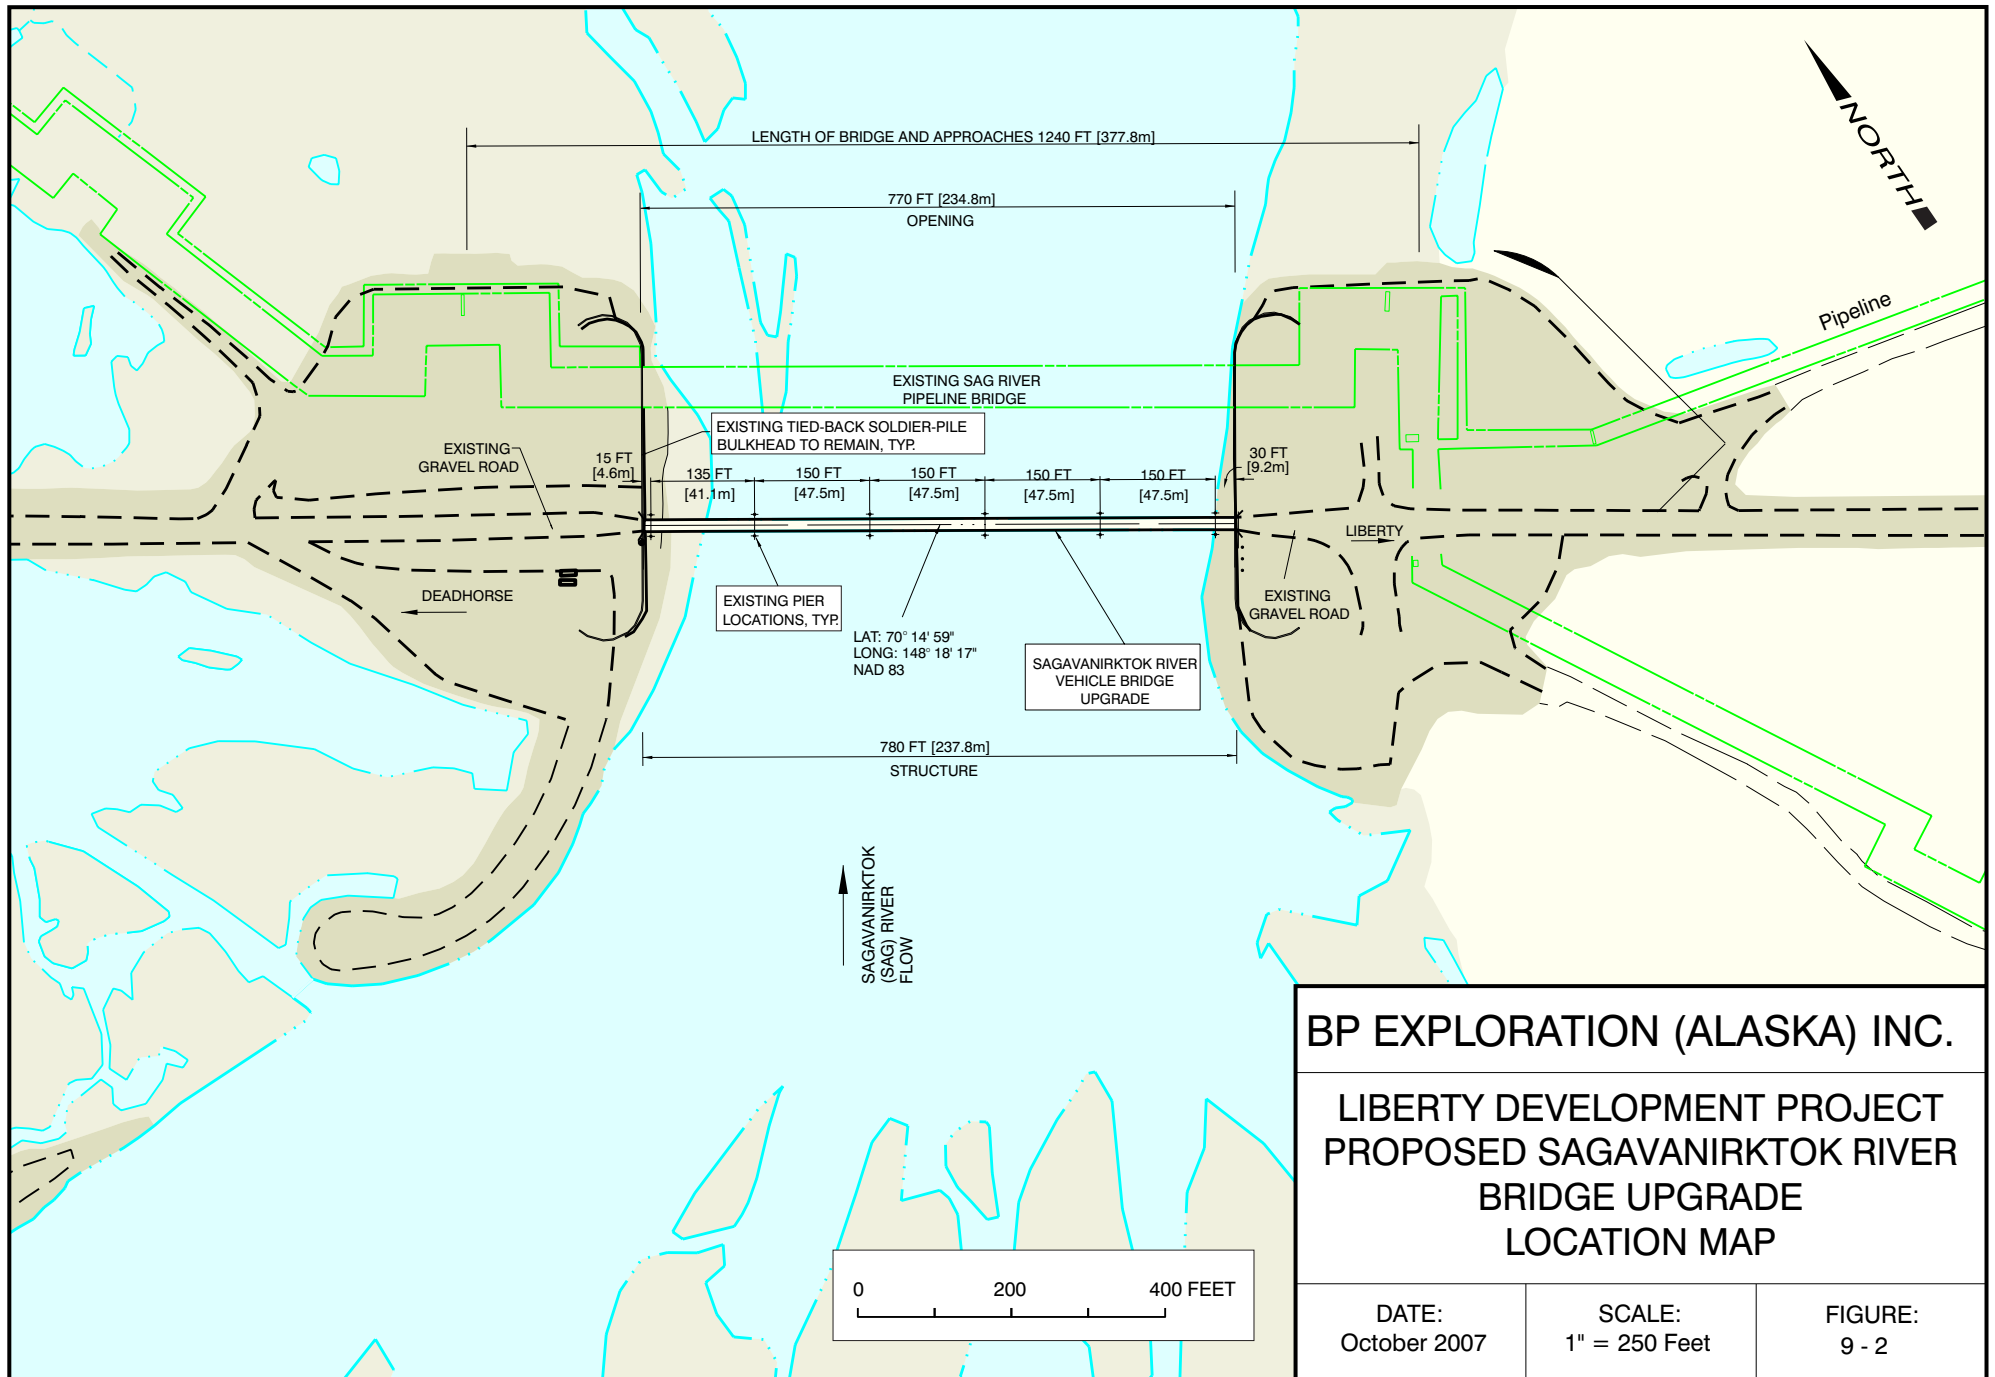 NORTH
LENGTH OF BRIDGE AND APPROACHES 1240 FT [377.8m]
770 FT [234.8m]
OPENING
Pipeline
EXISTING SAG RIVER
PIPELINE BRIDGE
EXISTING TIED-BACK SOLDIER-PILE
BULKHEAD TO REMAIN, TYP.
EXISTING
GRAVEL ROAD
15 FT
[4.6m]
135 FT
[41.1m]
150 FT
[47.5m]
150 FT
[47.5m]
150 FT
[47.5m]
150 FT
[47.5m]
30 FT
[9.2m]
LIBERTY
DEADHORSE
EXISTING PIER
LOCATIONS, TYP.
LAT: 70° 14' 59"
LONG: 148° 18' 17"
NAD 83
EXISTING
GRAVEL ROAD
SAGAVANIRKTOK RIVER
VEHICLE BRIDGE
UPGRADE
780 FT [237.8m]
STRUCTURE
SAGAVANIRKTOK
(SAG) RIVER
FLOW
0 200 400 FEET
BP EXPLORATION (ALASKA) INC.
LIBERTY DEVELOPMENT PROJECT
PROPOSED SAGAVANIRKTOK RIVER
BRIDGE UPGRADE
LOCATION MAP
DATE:
October 2007
SCALE:
1" = 250 Feet
FIGURE:
9 - 2